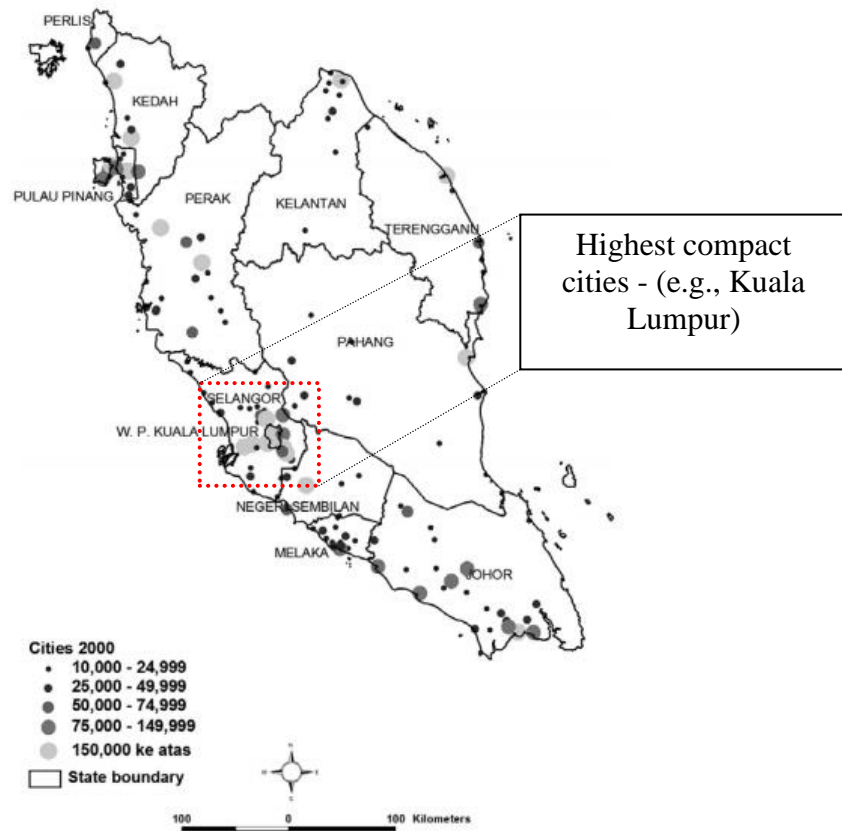 PERLIS
KEDAH
PULAU PINANG
PERAK
KELANTAN
TERENGGANU
Highest compact
cities - (e.g., Kuala
Lumpur)
PAHANG
SELANGOR
W. P. KUALA LUMPUR
NEGERI SEMBILAN
MELAKA
JOHOR
Cities 2000
10,000 - 24,999
25,000 - 49,999
50,000 - 74,999
75,000 - 149,999
150,000 ke atas
State boundary
N
E
S
100 0 100 Kilometers